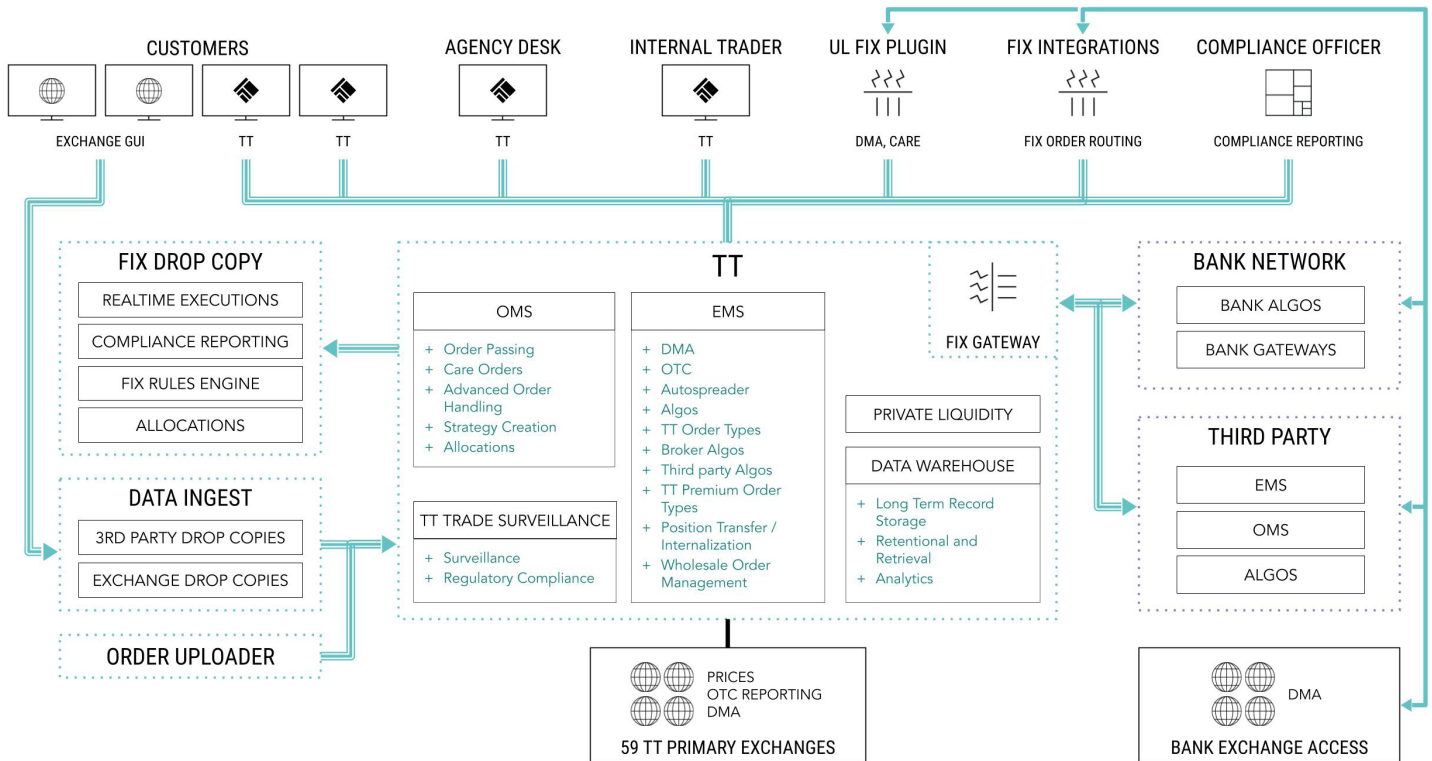 CUSTOMERS
AGENCY DESK
INTERNAL TRADER
UL FIX PLUGIN
FIX INTEGRATIONS
COMPLIANCE OFFICER
EXCHANGE GUI
TT
TT
TT
TT
DMA, CARE
FIX ORDER ROUTING
COMPLIANCE REPORTING
FIX DROP COPY
REALTIME EXECUTIONS
COMPLIANCE REPORTING
FIX RULES ENGINE
ALLOCATIONS
DATA INGEST
3RD PARTY DROP COPIES
EXCHANGE DROP COPIES
ORDER UPLOADER
TT
OMS
+ Order Passing
+ Care Orders
+ Advanced Order
Handling
+ Strategy Creation
+ Allocations
TT TRADE SURVEILLANCE
+ Surveillance
+ Regulatory Compliance
EMS
+ DMA
+ OTC
+ Autospreader
+ Algos
+ TT Order Types
+ Broker Algos
+ Third party Algos
+ TT Premium Order
Types
+ Position Transfer /
Internalization
+ Wholesale Order
Management
FIX GATEWAY
PRIVATE LIQUIDITY
DATA WAREHOUSE
+ Long Term Record
Storage
+ Retentional and
Retrieval
+ Analytics
BANK NETWORK
BANK ALGOS
BANK GATEWAYS
THIRD PARTY
EMS
OMS
ALGOS
PRICES
OTC REPORTING
DMA
59 TT PRIMARY EXCHANGES
DMA
BANK EXCHANGE ACCESS